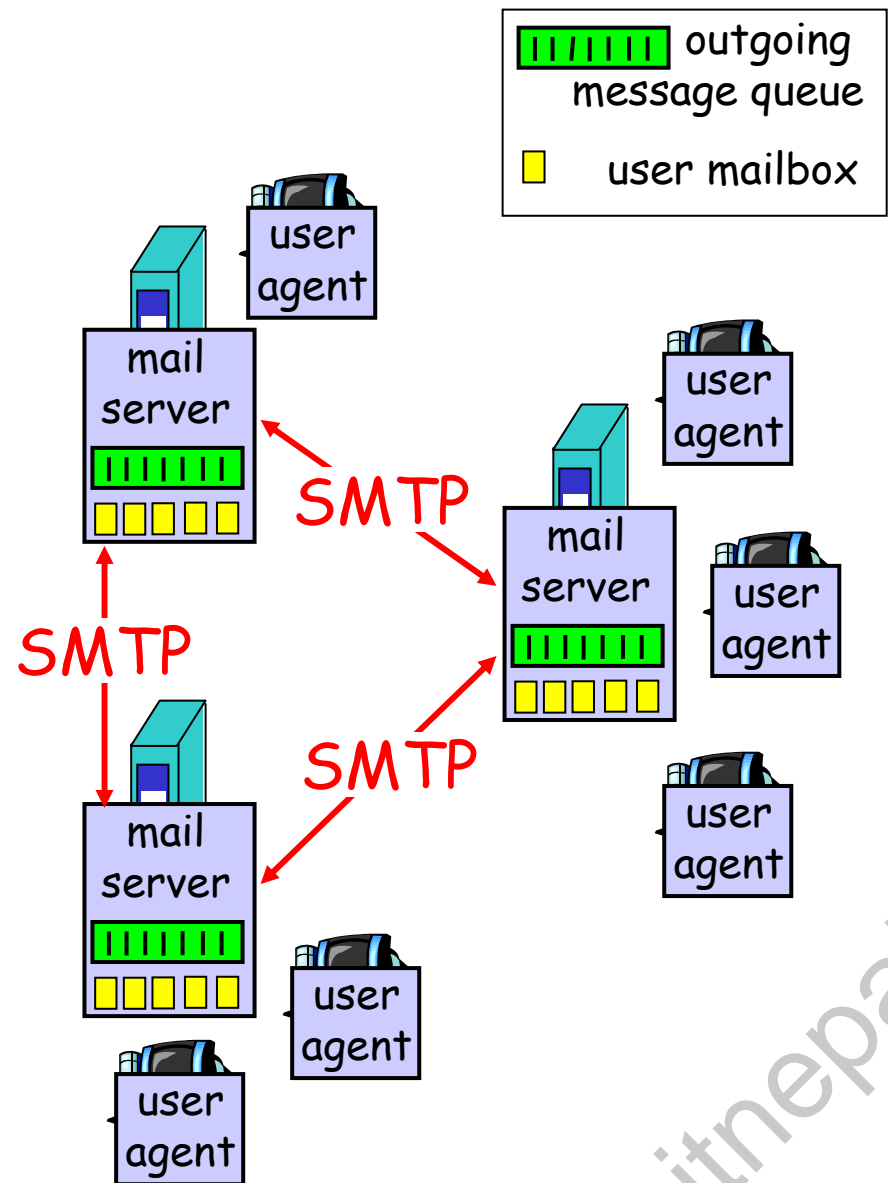 outgoing
message queue
user mailbox
user
agent
mail
server
user
agent
SMTP
mail
server
user
agent
SMTP
SMTP
user
agent
mail
server
user
agent
user
agent